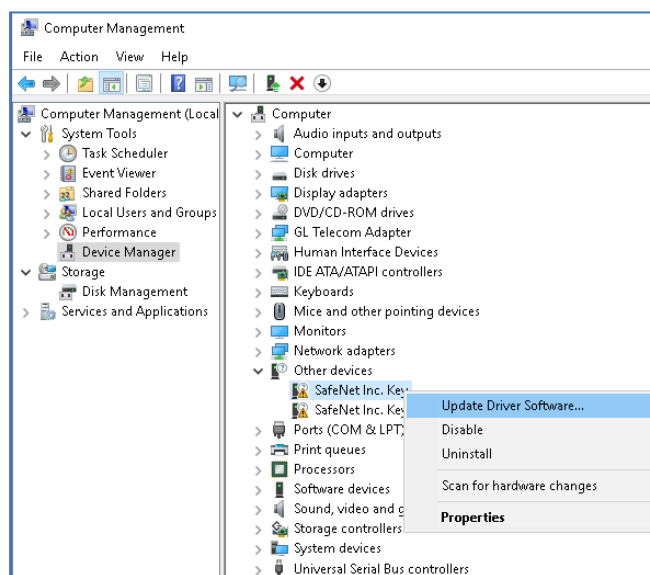 Computer Management
File Action View Help
Computer Management (Local
System Tools
Task Scheduler
Event Viewer
Shared Folders
Local Users and Groups
Performance
Device Manager
Storage
Disk Management
Services and Applications
Computer
Audio inputs and outputs
Computer
Disk drives
Display adapters
DVD/CD-ROM drives
GL Telecom Adapter
Human Interface Devices
IDE ATA/ATAPI controllers
Keyboards
Mice and other pointing devices
Monitors
Network adapters
Other devices
SafeNet Inc. Key
SafeNet Inc. Key
Ports (COM & LPT)
Print queues
Processors
Software devices
Sound, video and g
Storage controllers
System devices
Universal Serial Bus controllers
Update Driver Software...
Disable
Uninstall
Scan for hardware changes
Properties